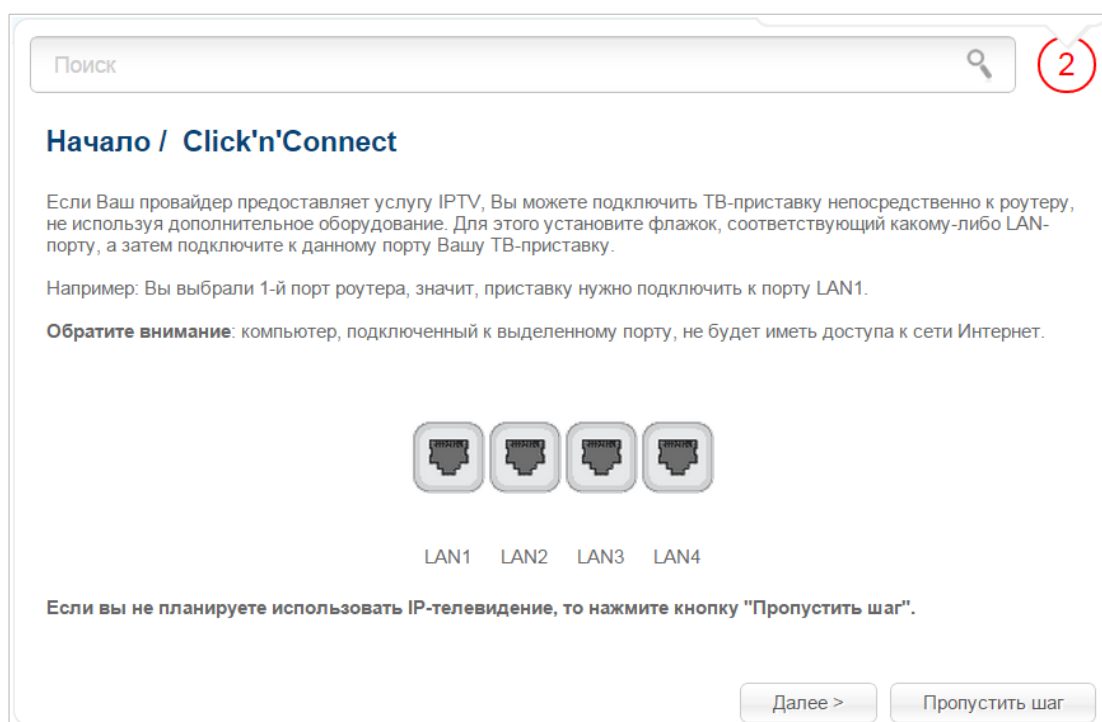 Поиск
2
Начало / Click'n'Connect
Если Ваш провайдер предоставляет услугу IPTV, Вы можете подключить ТВ-приставку непосредственно к роутеру,
не используя дополнительное оборудование. Для этого установите флажок, соответствующий какому-либо LAN-
порту, а затем подключите к данному порту Вашу ТВ-приставку.
Например: Вы выбрали 1-й порт роутера, значит, приставку нужно подключить к порту LAN1.
Обратите внимание: компьютер, подключенный к выделенному порту, не будет иметь доступа к сети Интернет.
LAN1 LAN2 LAN3 LAN4
Если вы не планируете использовать IP-телевидение, то нажмите кнопку "Пропустить шаг".
Далее > Пропустить шаг